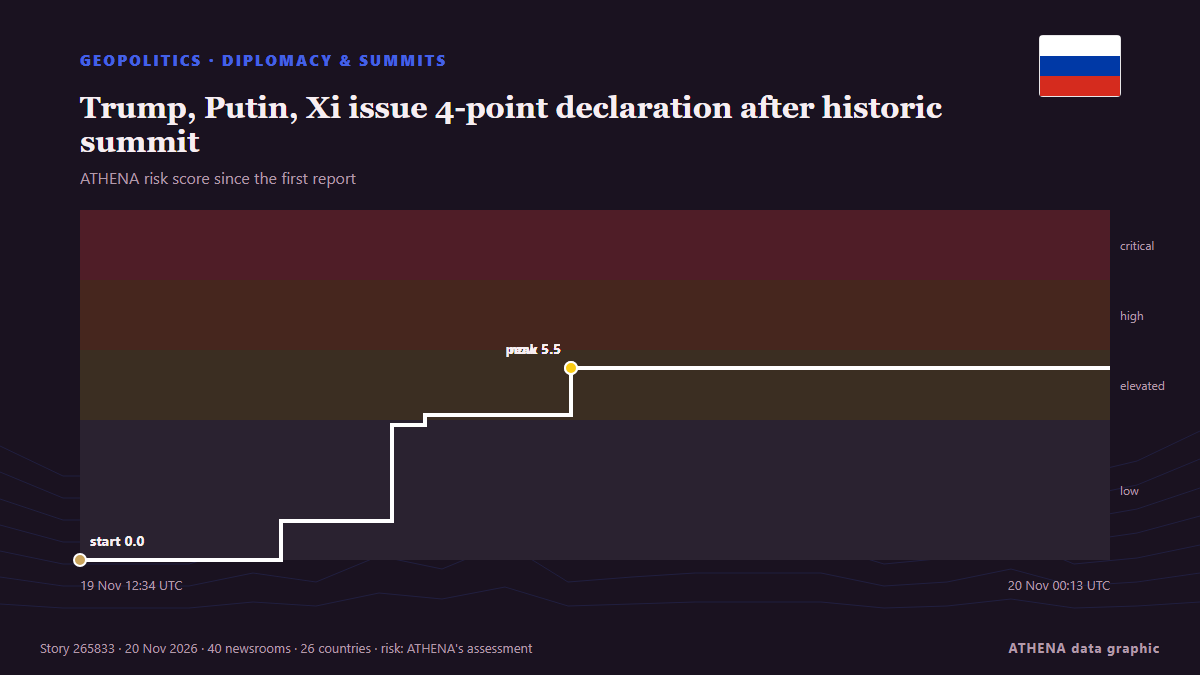 GEOPOLITICS · DIPLOMACY & SUMMITS
Trump, Putin, Xi issue 4-point declaration after historic
summit
ATHENA risk score since the first report
critical
high
peak 5.5
elevated
low
start 0.0
19 Nov 12:34 UTC
20 Nov 00:13 UTC
Story 265833 · 20 Nov 2026 · 40 newsrooms · 26 countries · risk: ATHENA's assessment
ATHENA data graphic